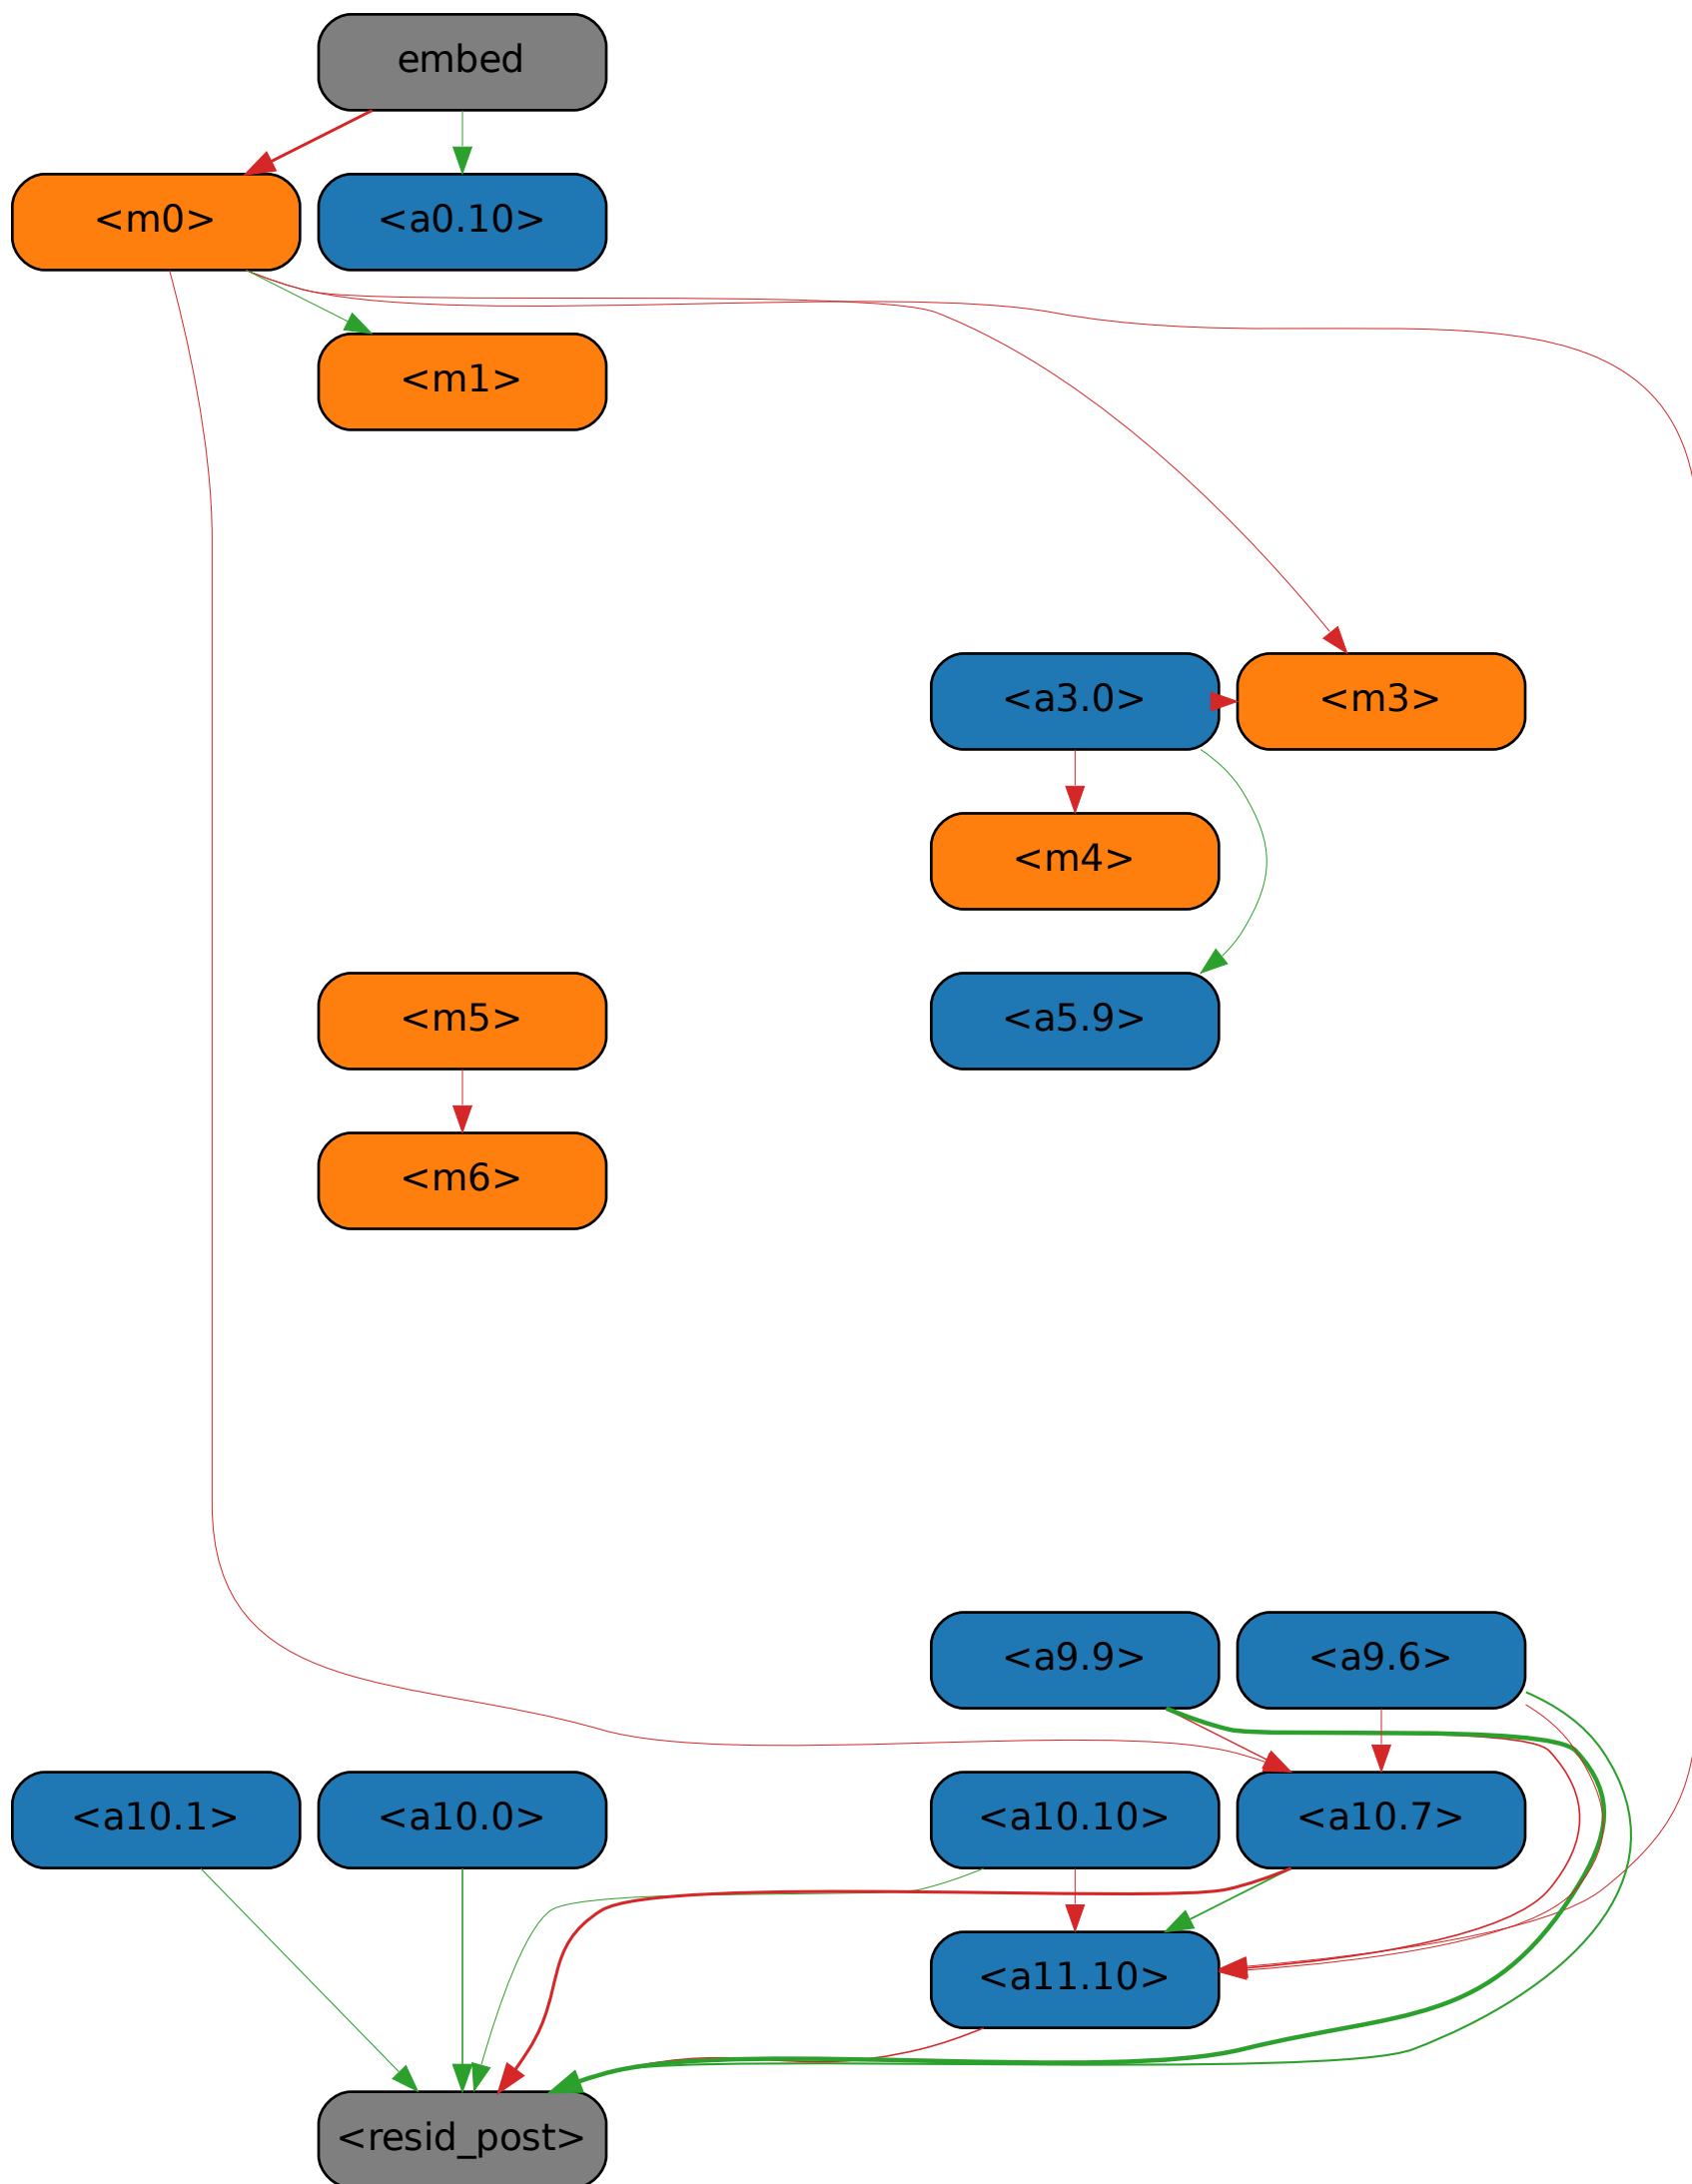 embed
<m0>
<a0.10>
<m1>
<a3.0>
<m3>
<m4>
<m5>
<a5.9>
<m6>
<a9.9>
<a9.6>
<a10.1>
<a10.0>
<a10.10>
<a10.7>
<a11.10>
<resid_post>